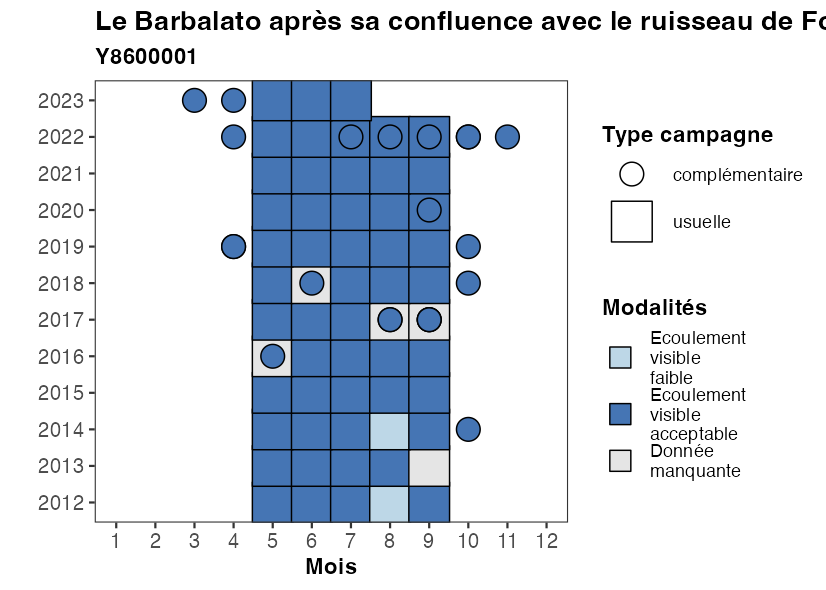 Le Barbalato après sa confluence avec le ruisseau de Fo
Y8600001
2023
2022
2021
2020
2019
2018
2017
2016
2015
2014
2013
2012
1 2 3 4 5 6 7 8 9 10 11 12
Mois
Type campagne
complémentaire
usuelle
Modalités
Ecoulement
visible
faible
Ecoulement
visible
acceptable
Donnée
manquante